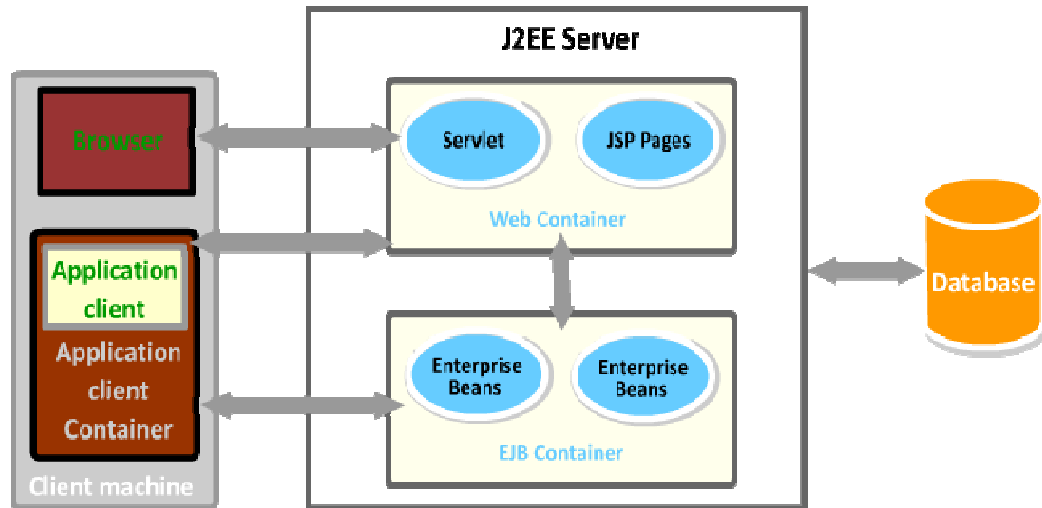 J2EE Server
Browser
Servlet
JSP Pages
Web Container
Application
client
Application
client
Container
Client machine
Enterprise
Beans
Enterprise
Beans
EJB Container
Database